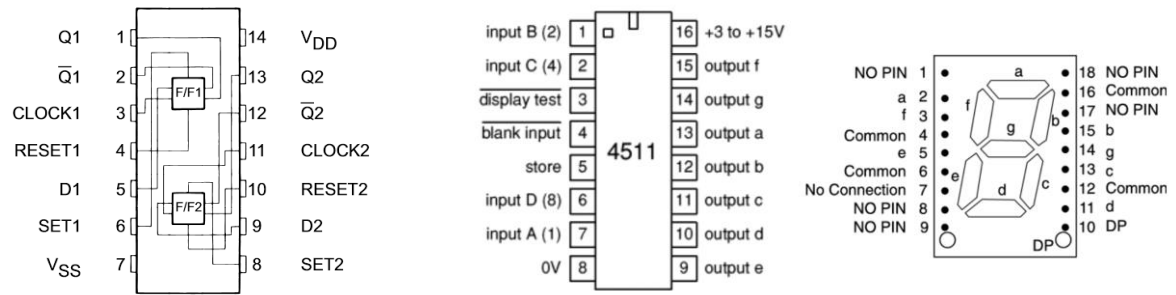 Q1 1 14 VDD
Q̅1 2 13 Q2
CLOCK1 3 12 Q̅2
RESET1 4 11 CLOCK2
D1 5 10 RESET2
SET1 6 9 D2
VSS 7 8 SET2
F/F1
F/F2
input B (2) 1 16 +3 to +15V
input C (4) 2 15 output f
display test 3 14 output g
blank input 4 13 output a
store 5 12 output b
input D (8) 6 11 output c
input A (1) 7 10 output d
0V 8 9 output e
4511
NO PIN 1 18 NO PIN
a 2 16 Common
f 3 17 NO PIN
Common 4 15 b
e 5 14 g
Common 6 13 c
No Connection 7 12 Common
NO PIN 8 11 d
NO PIN 9 10 DP
a
f b
g
e c
d
DP